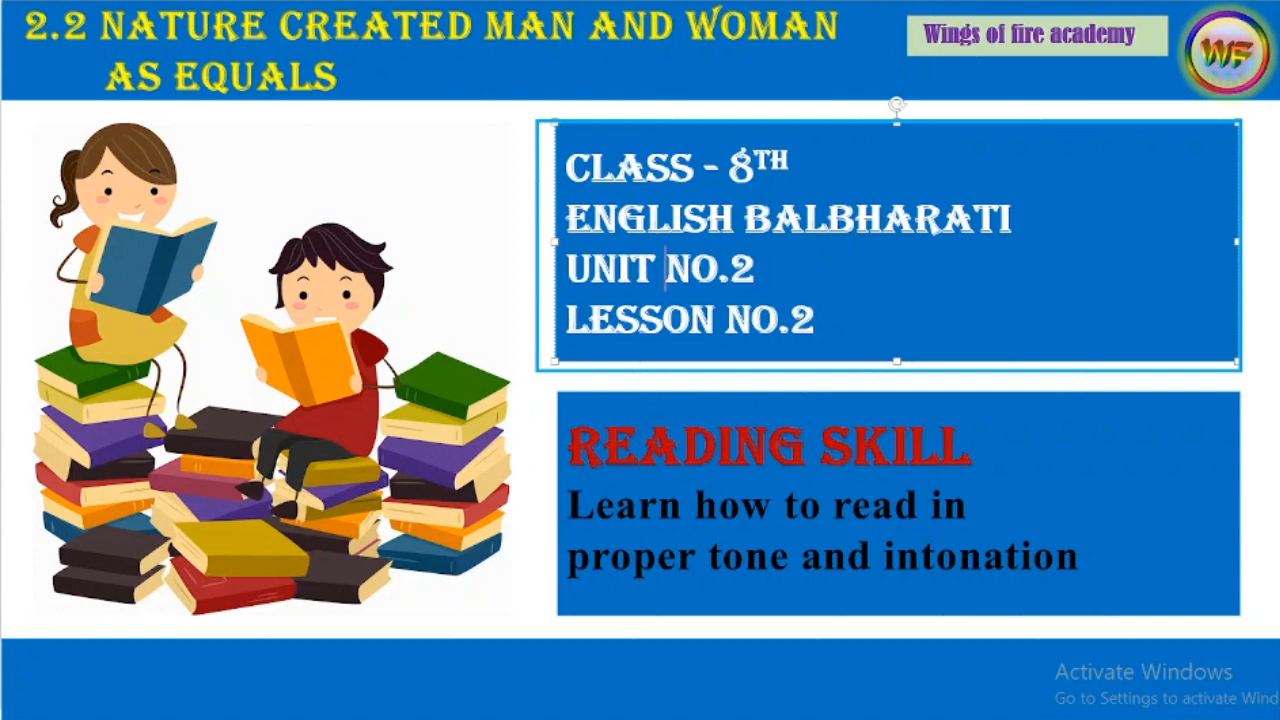 2.2 NATURE CREATED MAN AND WOMAN
AS EQUALS
Wings of fire academy
WF
CLASS - 8TH
ENGLISH BALBHARATI
UNIT NO.2
LESSON NO.2
READING SKILL
Learn how to read in
proper tone and intonation
Activate Windows
Go to Settings to activate Wind